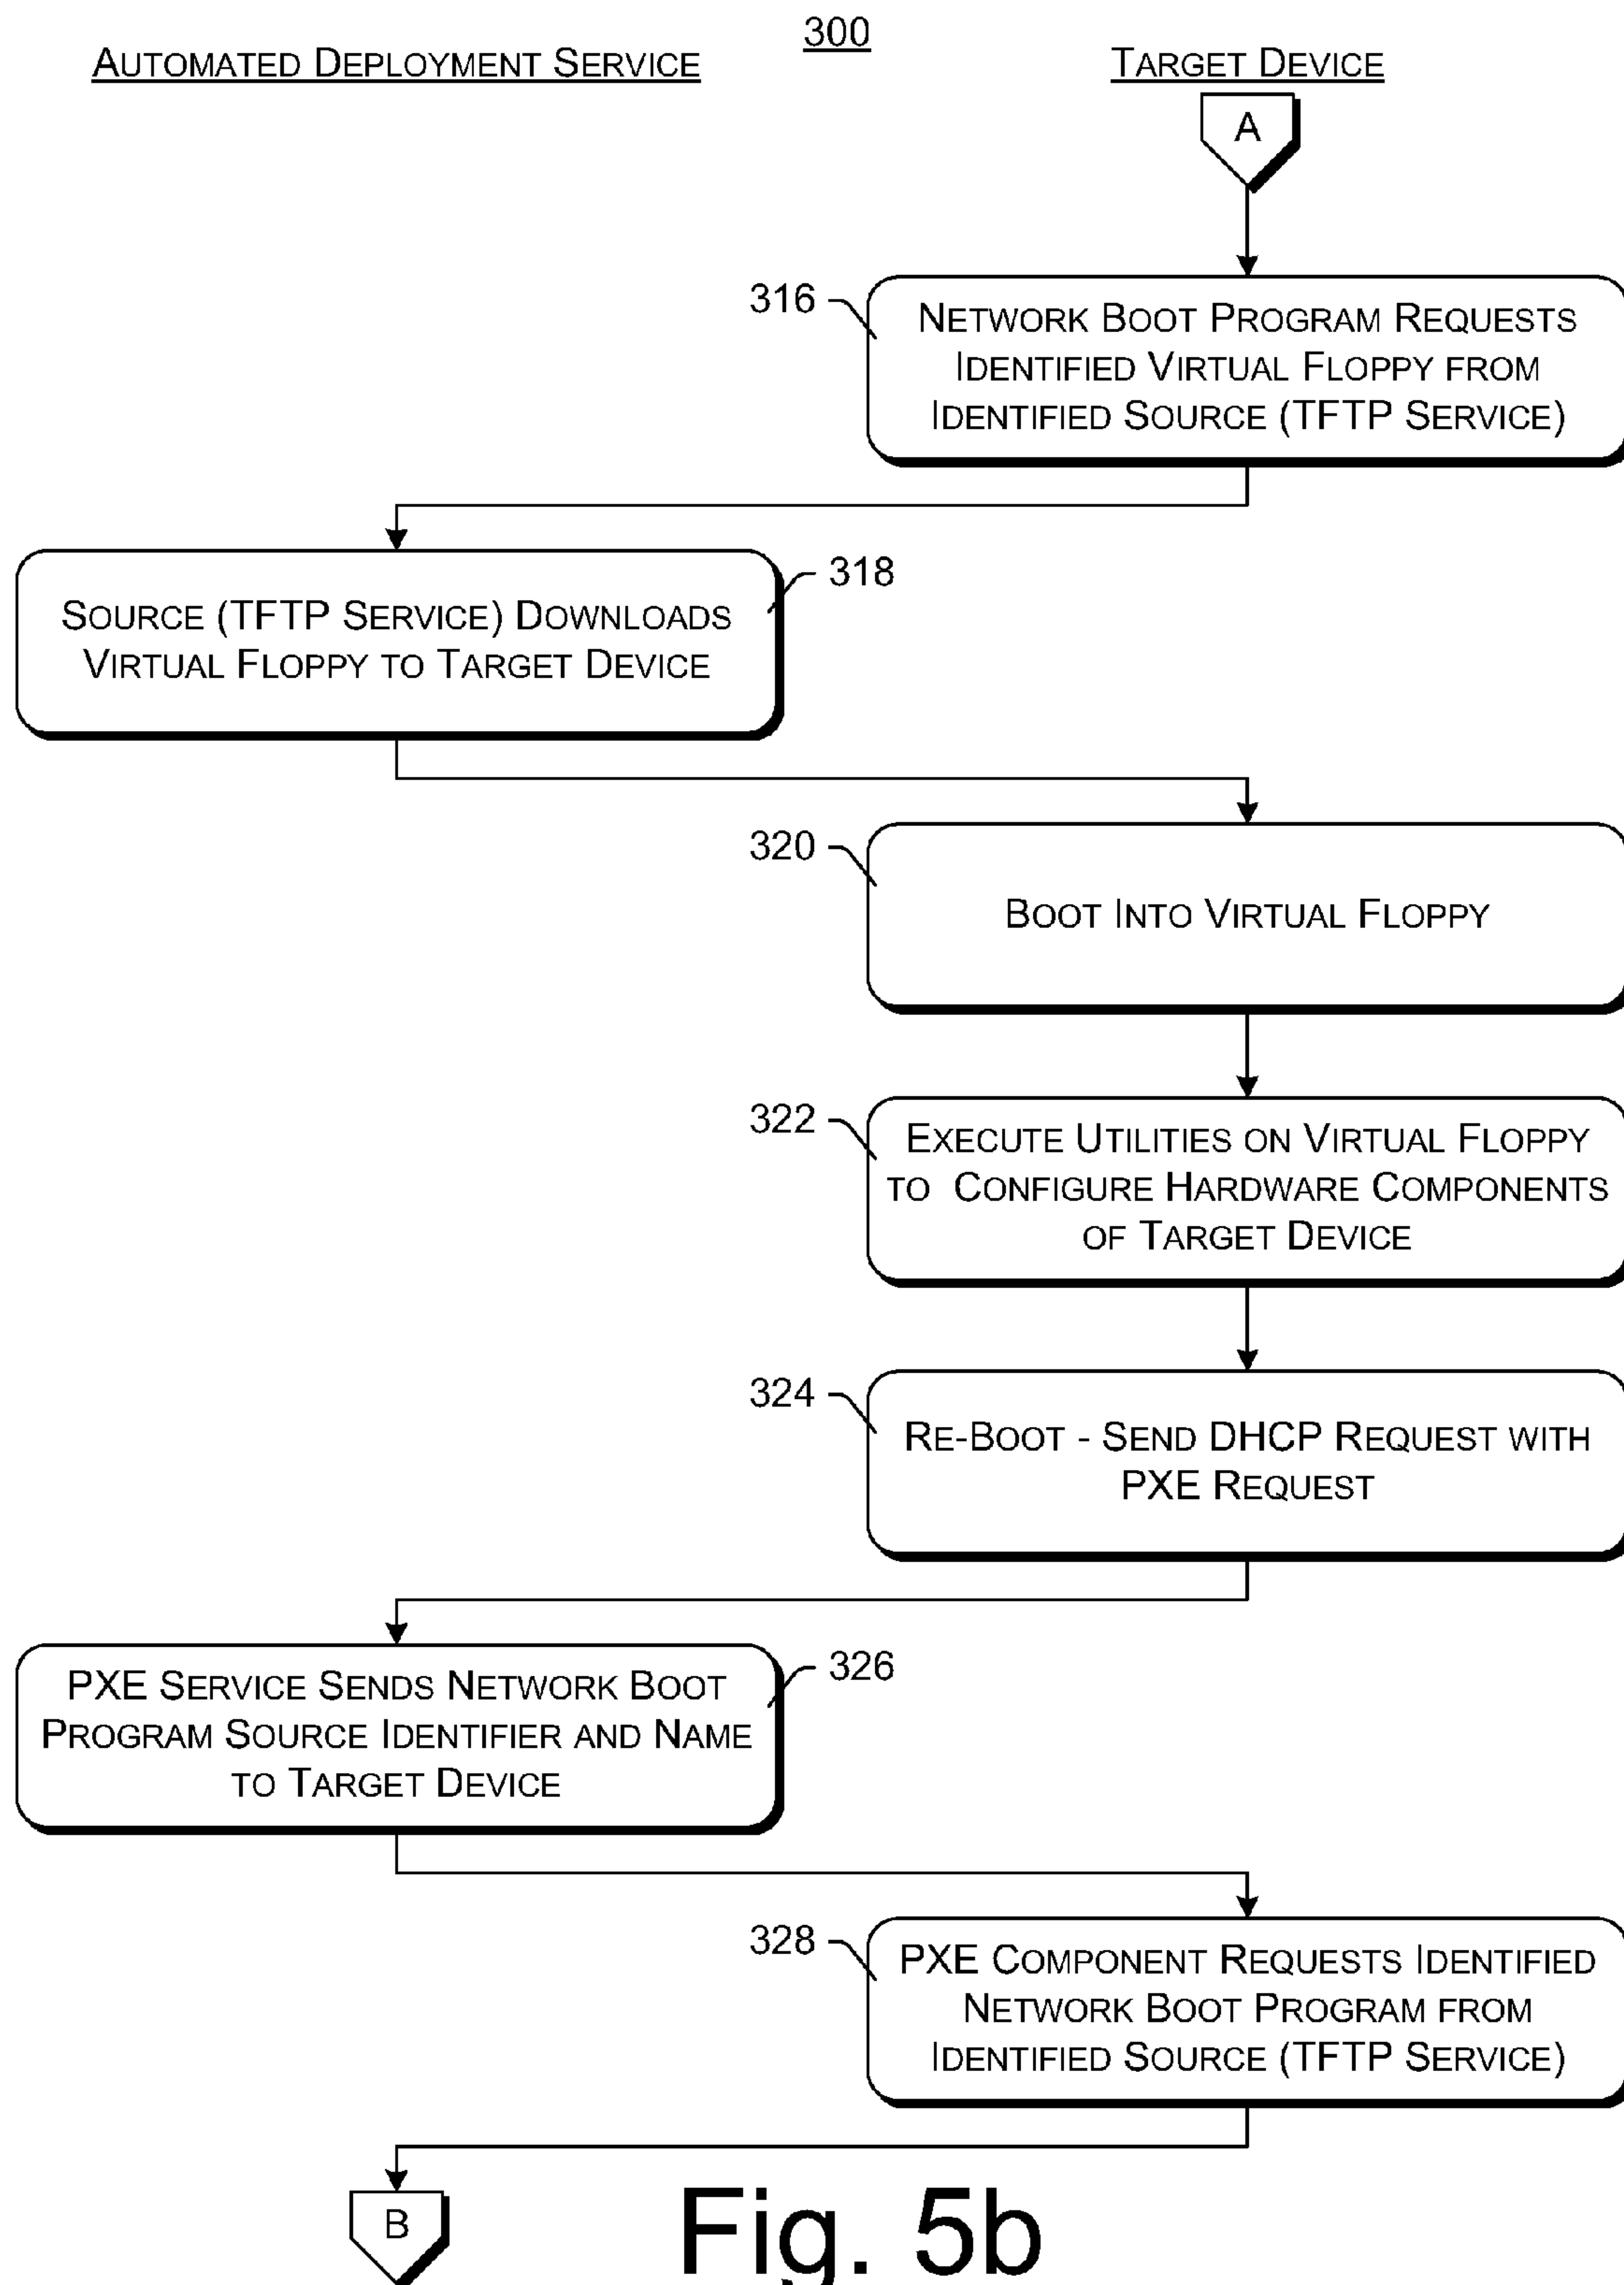 300
AUTOMATED DEPLOYMENT SERVICE
TARGET DEVICE
A
316
NETWORK BOOT PROGRAM REQUESTS
IDENTIFIED VIRTUAL FLOPPY FROM
IDENTIFIED SOURCE (TFTP SERVICE)
318
SOURCE (TFTP SERVICE) DOWNLOADS
VIRTUAL FLOPPY TO TARGET DEVICE
320
BOOT INTO VIRTUAL FLOPPY
322
EXECUTE UTILITIES ON VIRTUAL FLOPPY
TO CONFIGURE HARDWARE COMPONENTS
OF TARGET DEVICE
324
RE-BOOT - SEND DHCP REQUEST WITH
PXE REQUEST
326
PXE SERVICE SENDS NETWORK BOOT
PROGRAM SOURCE IDENTIFIER AND NAME
TO TARGET DEVICE
328
PXE COMPONENT REQUESTS IDENTIFIED
NETWORK BOOT PROGRAM FROM
IDENTIFIED SOURCE (TFTP SERVICE)
B
Fig. 5b